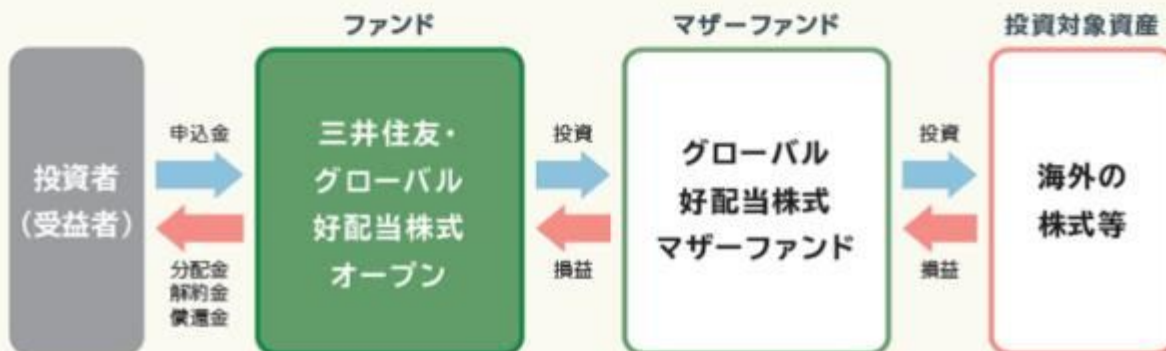 ファンド
マザーファンド
投資対象資産
投資者
（受益者）
申込金
分配金
解約金
償還金
三井住友・
グローバル
好配当株式
オープン
投資
損益
グローバル
好配当株式
マザーファンド
投資
損益
海外の
株式等